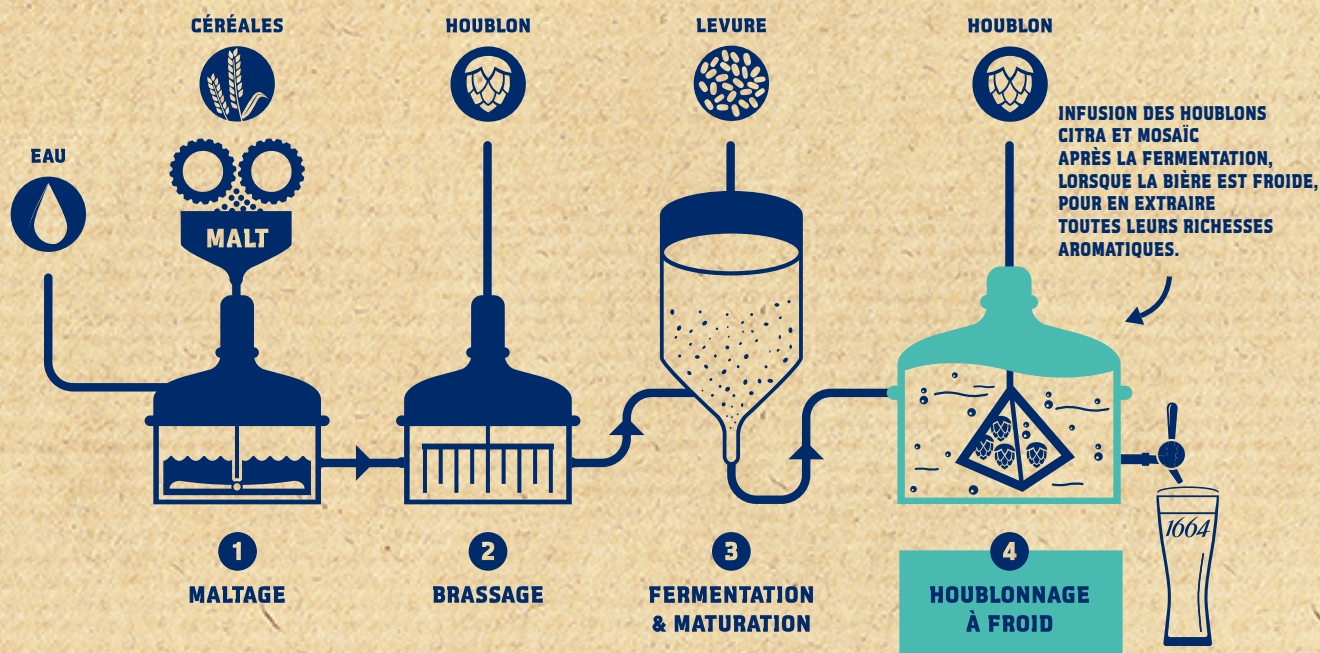 CÉRÉALES
HOUBLON
LEVURE
HOUBLON
EAU
MALT
INFUSION DES HOUBLONS
CITRA ET MOSAÏC
APRÈS LA FERMENTATION,
LORSQUE LA BIÈRE EST FROIDE,
POUR EN EXTRAIRE
TOUTES LEURS RICHESSES
AROMATIQUES.
1664
1
MALTAGE
2
BRASSAGE
3
FERMENTATION
& MATURATION
4
HOUBLONNAGE
À FROID